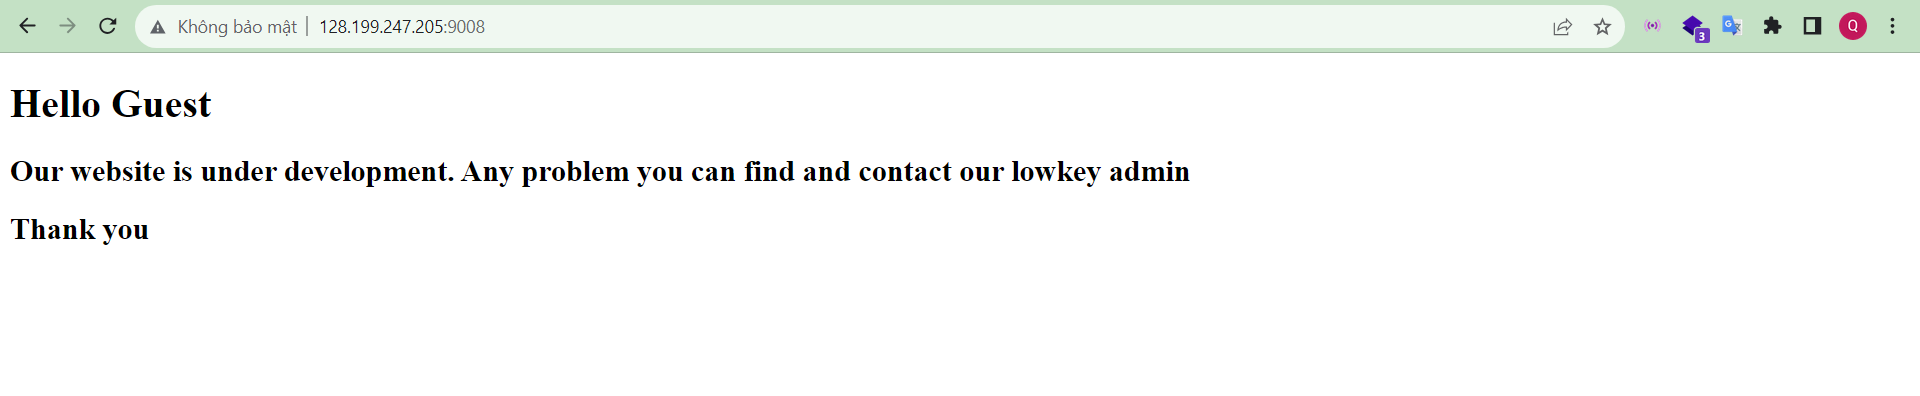 Không bảo mật | 128.199.247.205:9008
3
Q
Hello Guest
Our website is under development. Any problem you can find and contact our lowkey admin
Thank you